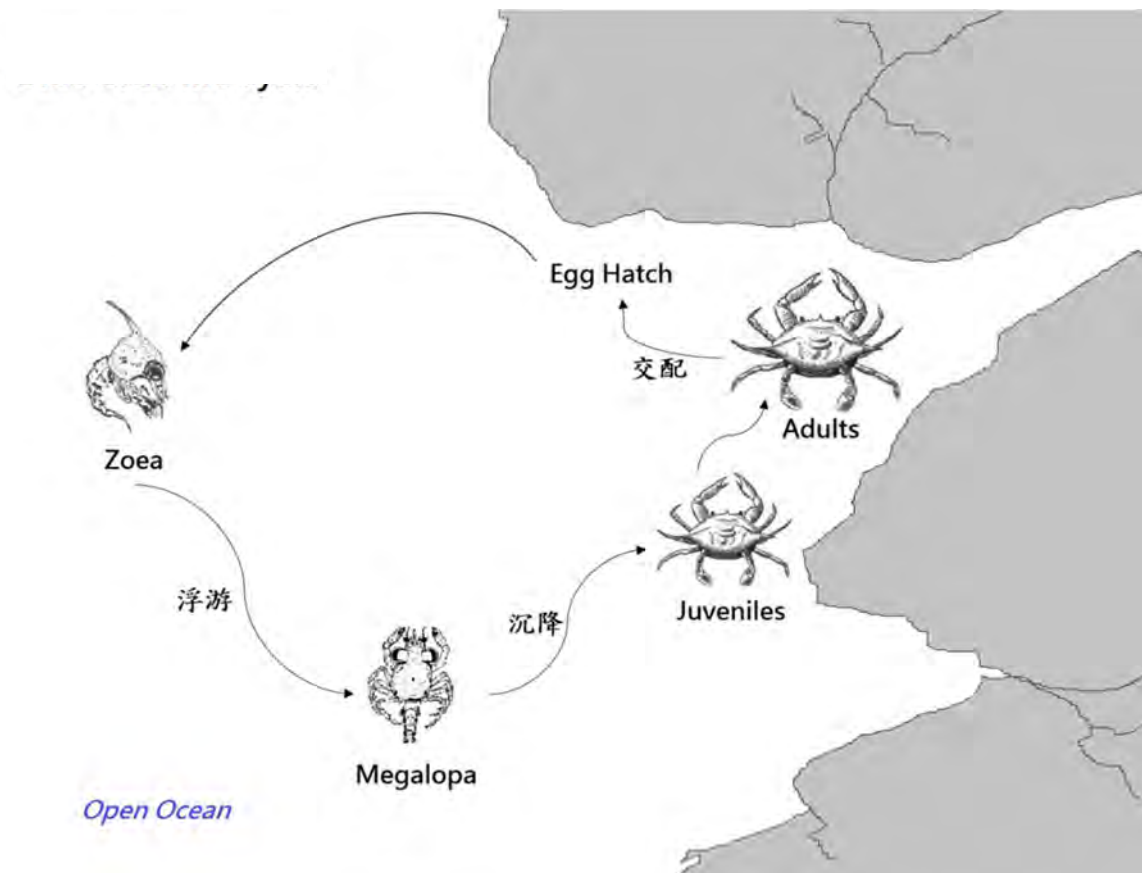 Egg Hatch
交配
Adults
Zoea
浮游
沉降
Juveniles
Megalopa
Open Ocean